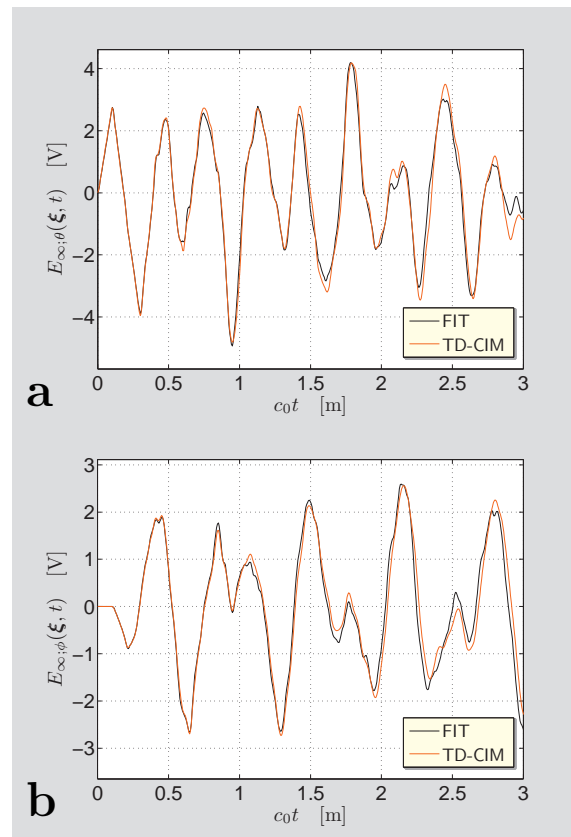 4
2
0
−2
−4
E∞;θ(ξ, t) [V]
FIT
TD-CIM
0 0.5 1 1.5 2 2.5 3
c₀t [m]
a
3
2
1
0
−1
−2
−3
E∞;ϕ(ξ, t) [V]
FIT
TD-CIM
0 0.5 1 1.5 2 2.5 3
c₀t [m]
b